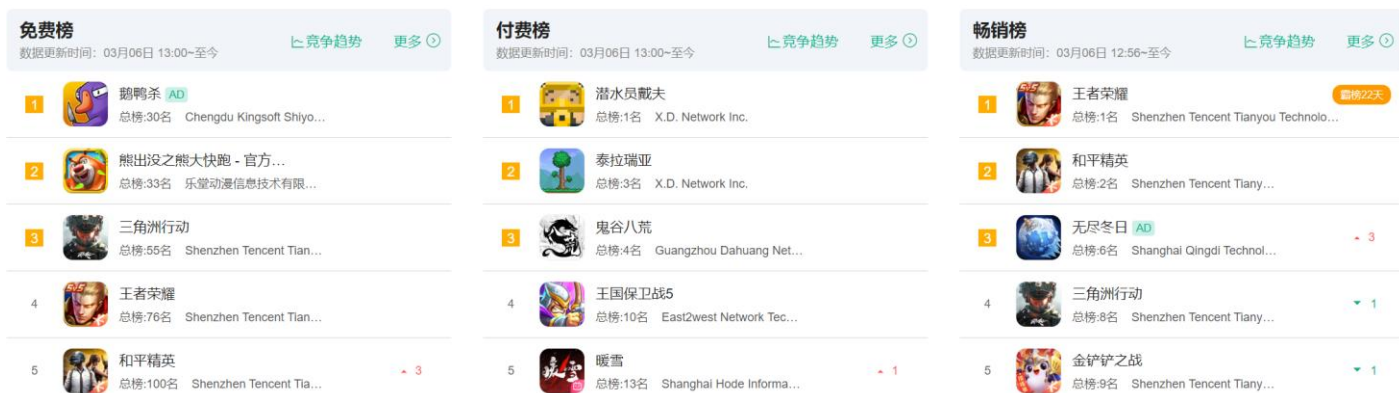 免费榜
数据更新时间：03月06日 13:00~至今
竞争趋势
更多
1
鹅鸭杀 AD
总榜:30名 Chengdu Kingsoft Shiyo...
2
熊出没之熊大快跑 - 官方...
总榜:33名 乐堂动漫信息技术有限...
3
三角洲行动
总榜:55名 Shenzhen Tencent Tian...
4
王者荣耀
总榜:76名 Shenzhen Tencent Tian...
5
和平精英
总榜:100名 Shenzhen Tencent Tia...
3
付费榜
数据更新时间：03月06日 13:00~至今
竞争趋势
更多
1
潜水员戴夫
总榜:1名 X.D. Network Inc.
2
泰拉瑞亚
总榜:3名 X.D. Network Inc.
3
鬼谷八荒
总榜:4名 Guangzhou Dahuang Net...
4
王国保卫战5
总榜:10名 East2west Network Tec...
5
暖雪
总榜:13名 Shanghai Hode Informa...
1
畅销榜
数据更新时间：03月06日 12:56~至今
竞争趋势
更多
1
王者荣耀
霸榜22天
总榜:1名 Shenzhen Tencent Tianyou Technolo...
2
和平精英
总榜:2名 Shenzhen Tencent Tiany...
3
无尽冬日 AD
总榜:6名 Shanghai Qingdi Technol...
3
4
三角洲行动
总榜:8名 Shenzhen Tencent Tiany...
1
5
金铲铲之战
总榜:9名 Shenzhen Tencent Tiany...
1